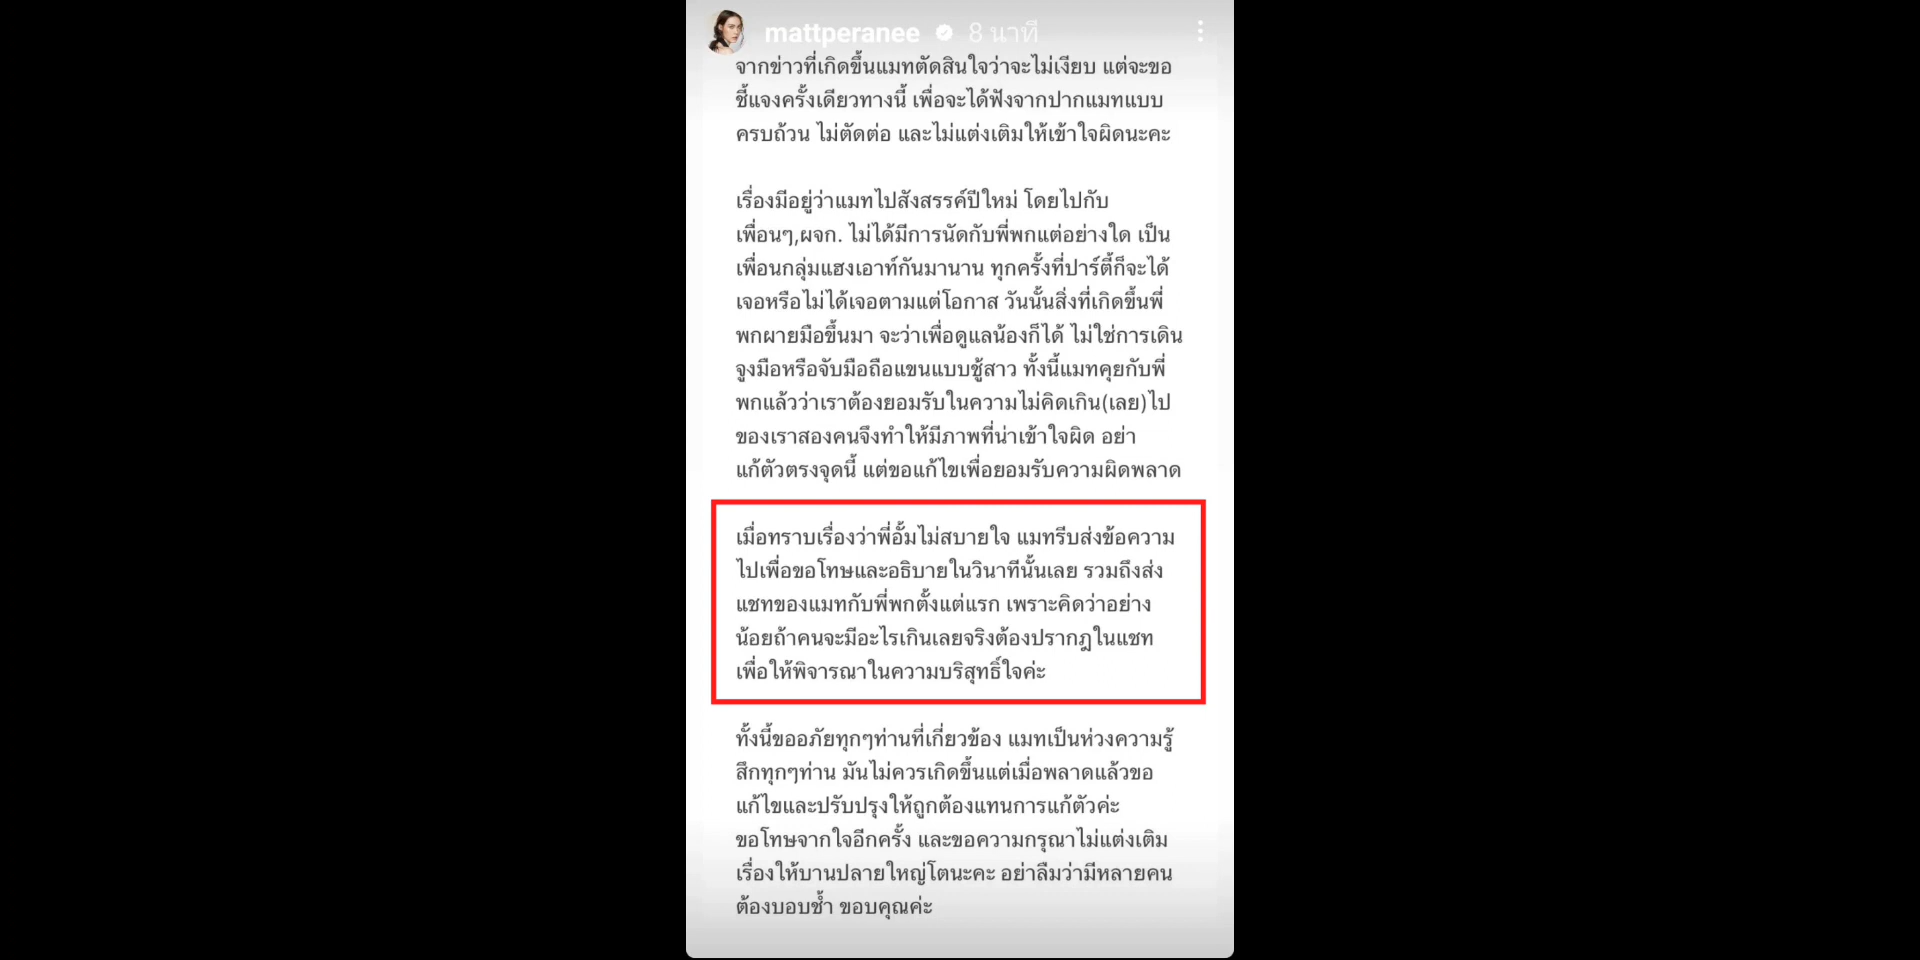 mattperanee 8 นาที
จากข่าวที่เกิดขึ้นแมทตัดสินใจว่าจะไม่เงียบ แต่จะขอ
ชี้แจงครั้งเดียวทางนี้ เพื่อจะได้ฟังจากปากแมทแบบ
ครบถ้วน ไม่ตัดต่อ และไม่แต่งเติมให้เข้าใจผิดนะคะ
เรื่องมีอยู่ว่าแมทไปสังสรรค์ปีใหม่ โดยไปกับ
เพื่อนๆ,ผจก. ไม่ได้มีการนัดกับพี่พกแต่อย่างใด เป็น
เพื่อนกลุ่มแฮงเอาท์กันมานาน ทุกครั้งที่ปาร์ตี้ก็จะได้
เจอหรือไม่ได้เจอตามแต่โอกาส วันนั้นสิ่งที่เกิดขึ้นพี่
พกผายมือขึ้นมา จะว่าเพื่อดูแลน้องก็ได้ ไม่ใช่การเดิน
จูงมือหรือจับมือถือแขนแบบชู้สาว ทั้งนี้แมทคุยกับพี่
พกแล้วว่าเราต้องยอมรับในความไม่คิดเกิน(เลย)ไป
ของเราสองคนจึงทำให้มีภาพที่น่าเข้าใจผิด อย่า
แก้ตัวตรงจุดนี้ แต่ขอแก้ไขเพื่อยอมรับความผิดพลาด
เมื่อทราบเรื่องว่าพี่อั้มไม่สบายใจ แมทรีบส่งข้อความ
ไปเพื่อขอโทษและอธิบายในวินาทีนั้นเลย รวมถึงส่ง
แชทของแมทกับพี่พกตั้งแต่แรก เพราะคิดว่าอย่าง
น้อยถ้าคนจะมีอะไรเกินเลยจริงต้องปรากฏในแชท
เพื่อให้พิจารณาในความบริสุทธิ์ใจค่ะ
ทั้งนี้ขออภัยทุกๆท่านที่เกี่ยวข้อง แมทเป็นห่วงความรู้
สึกทุกๆท่าน มันไม่ควรเกิดขึ้นแต่เมื่อพลาดแล้วขอ
แก้ไขและปรับปรุงให้ถูกต้องแทนการแก้ตัวค่ะ
ขอโทษจากใจอีกครั้ง และขอความกรุณาไม่แต่งเติม
เรื่องให้บานปลายใหญ่โตนะคะ อย่าลืมว่ามีหลายคน
ต้องบอบช้ำ ขอบคุณค่ะ